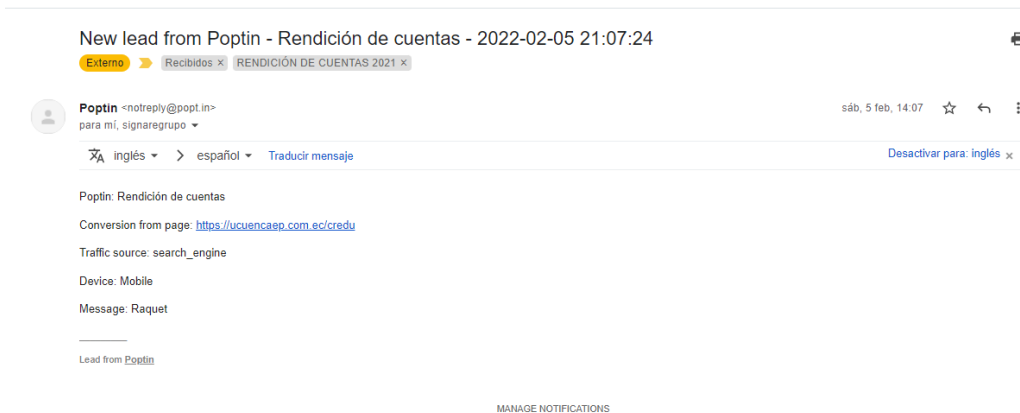 New lead from Poptin - Rendición de cuentas - 2022-02-05 21:07:24
Externo Recibidos × RENDICIÓN DE CUENTAS 2021 ×
Poptin <notreply@popt.in> sáb, 5 feb, 14:07
para mí, signaregrupo
inglés > español Traducir mensaje Desactivar para: inglés ×
Poptin: Rendición de cuentas
Conversion from page: https://ucuencaep.com.ec/credu
Traffic source: search_engine
Device: Mobile
Message: Raquet
Lead from Poptin
MANAGE NOTIFICATIONS